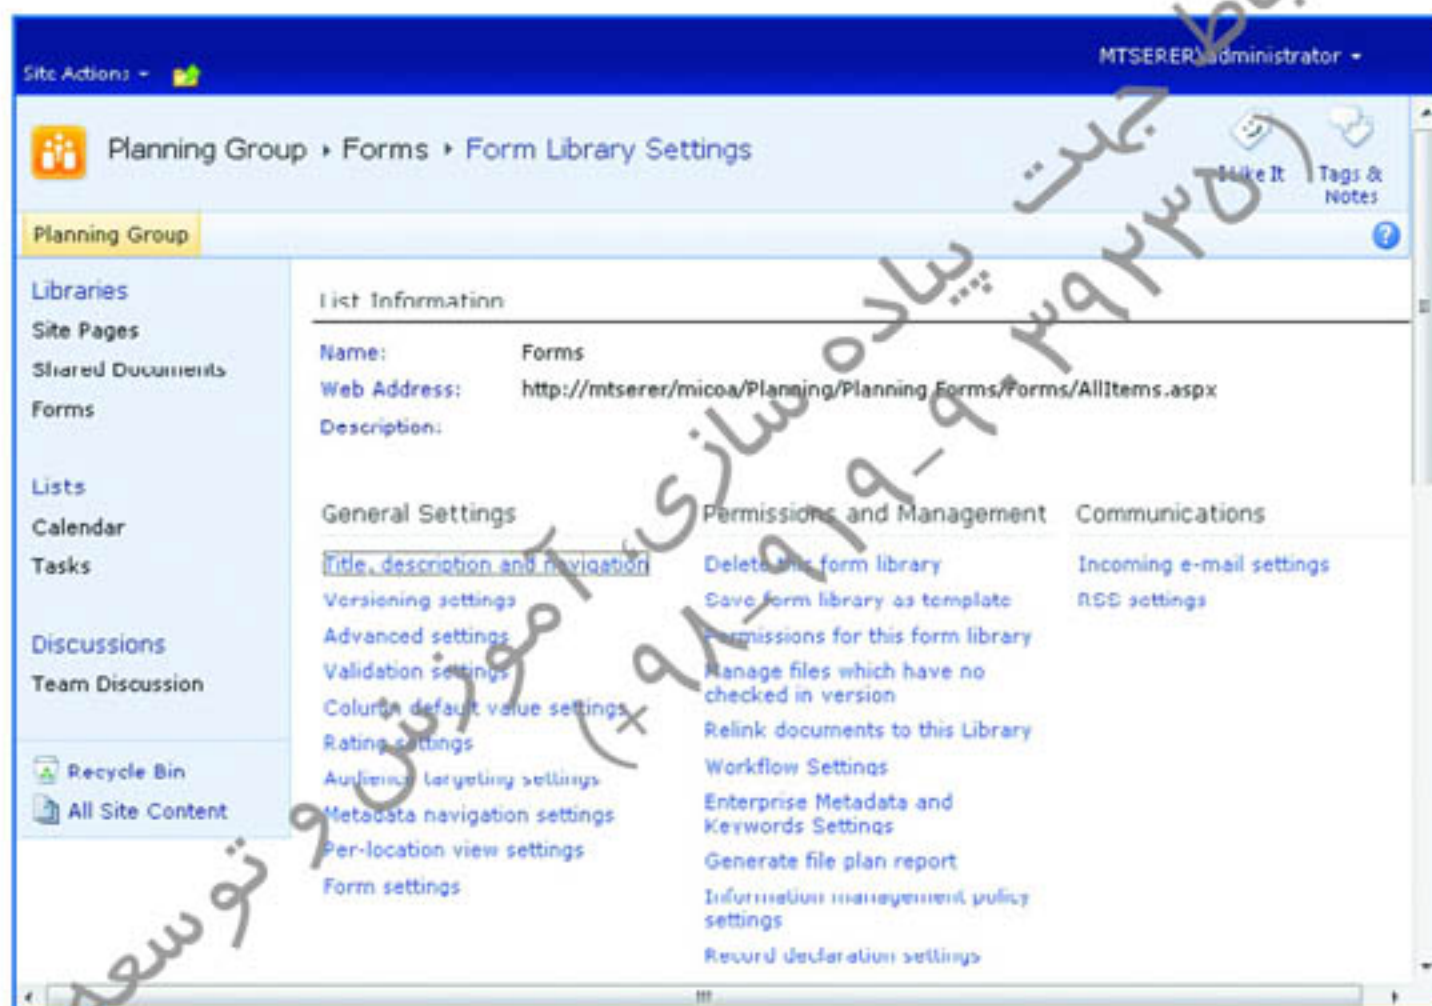 Site Actions
MTSERER\administrator
Planning Group ▸ Forms ▸ Form Library Settings
I Like It
Tags & Notes
Planning Group
Libraries
Site Pages
Shared Documents
Forms
Lists
Calendar
Tasks
Discussions
Team Discussion
Recycle Bin
All Site Content
List Information
Name: Forms
Web Address: http://mtserer/micoa/Planning/Planning Forms/Forms/AllItems.aspx
Description:
General Settings
Title, description and navigation
Versioning settings
Advanced settings
Validation settings
Column default value settings
Rating settings
Audience targeting settings
Metadata navigation settings
Per-location view settings
Form settings
Permissions and Management
Delete this form library
Save form library as template
Permissions for this form library
Manage files which have no
checked in version
Relink documents to this Library
Workflow Settings
Enterprise Metadata and
Keywords Settings
Generate file plan report
Information management policy
settings
Record declaration settings
Communications
Incoming e-mail settings
RSS settings
جهت پیاده سازی، آموزش و توسعه
(+۹۸-۹۱۹-۹۰۳۹۲۳۵)